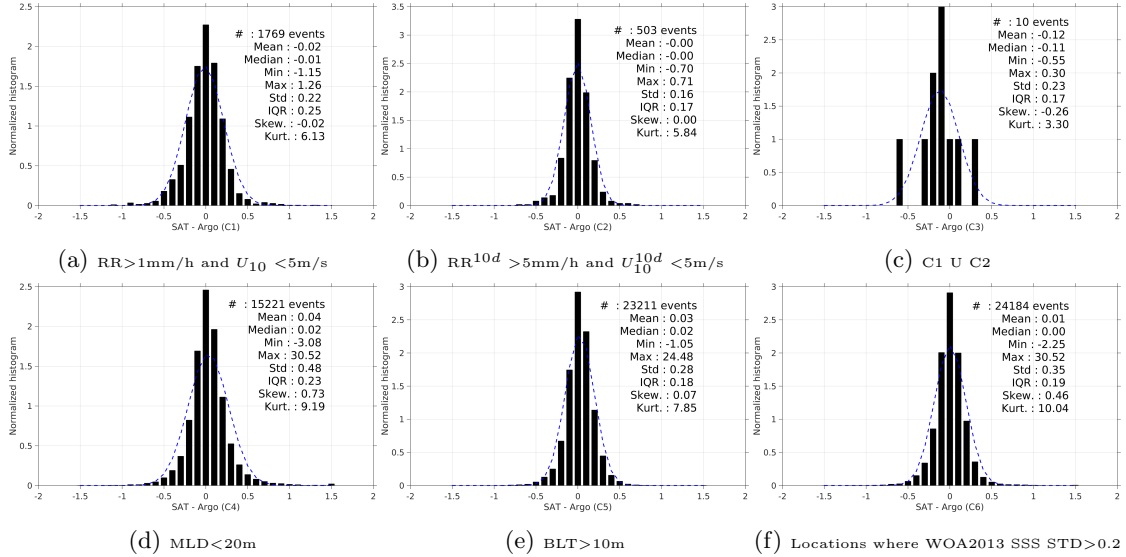 2.5
2
1.5
1
0.5
0
Normalized histogram
-2
-1.5
-1
-0.5
0
0.5
1
1.5
2
SAT - Argo (C1)
# : 1769 events
Mean : -0.02
Median : -0.01
Min : -1.15
Max : 1.26
Std : 0.22
IQR : 0.25
Skew. : -0.02
Kurt. : 6.13
(a) RR>1mm/h and U10 <5m/s
3.5
3
2.5
2
1.5
1
0.5
0
Normalized histogram
-2
-1.5
-1
-0.5
0
0.5
1
1.5
2
SAT - Argo (C2)
# : 503 events
Mean : -0.00
Median : -0.00
Min : -0.70
Max : 0.71
Std : 0.16
IQR : 0.17
Skew. : 0.00
Kurt. : 5.84
(b) RR^10d >5mm/h and U10^10d <5m/s
3
2.5
2
1.5
1
0.5
0
Normalized histogram
-2
-1.5
-1
-0.5
0
0.5
1
1.5
2
SAT - Argo (C3)
# : 10 events
Mean : -0.12
Median : -0.11
Min : -0.55
Max : 0.30
Std : 0.23
IQR : 0.17
Skew. : -0.26
Kurt. : 3.30
(c) C1 U C2
2.5
2
1.5
1
0.5
0
Normalized histogram
-2
-1.5
-1
-0.5
0
0.5
1
1.5
2
SAT - Argo (C4)
# : 15221 events
Mean : 0.04
Median : 0.02
Min : -3.08
Max : 30.52
Std : 0.48
IQR : 0.23
Skew. : 0.73
Kurt. : 9.19
(d) MLD<20m
3
2.5
2
1.5
1
0.5
0
Normalized histogram
-2
-1.5
-1
-0.5
0
0.5
1
1.5
2
SAT - Argo (C5)
# : 23211 events
Mean : 0.03
Median : 0.02
Min : -1.05
Max : 24.48
Std : 0.28
IQR : 0.18
Skew. : 0.07
Kurt. : 7.85
(e) BLT>10m
3
2.5
2
1.5
1
0.5
0
Normalized histogram
-2
-1.5
-1
-0.5
0
0.5
1
1.5
2
SAT - Argo (C6)
# : 24184 events
Mean : 0.01
Median : 0.00
Min : -2.25
Max : 30.52
Std : 0.35
IQR : 0.19
Skew. : 0.46
Kurt. : 10.04
(f) Locations where WOA2013 SSS STD>0.2